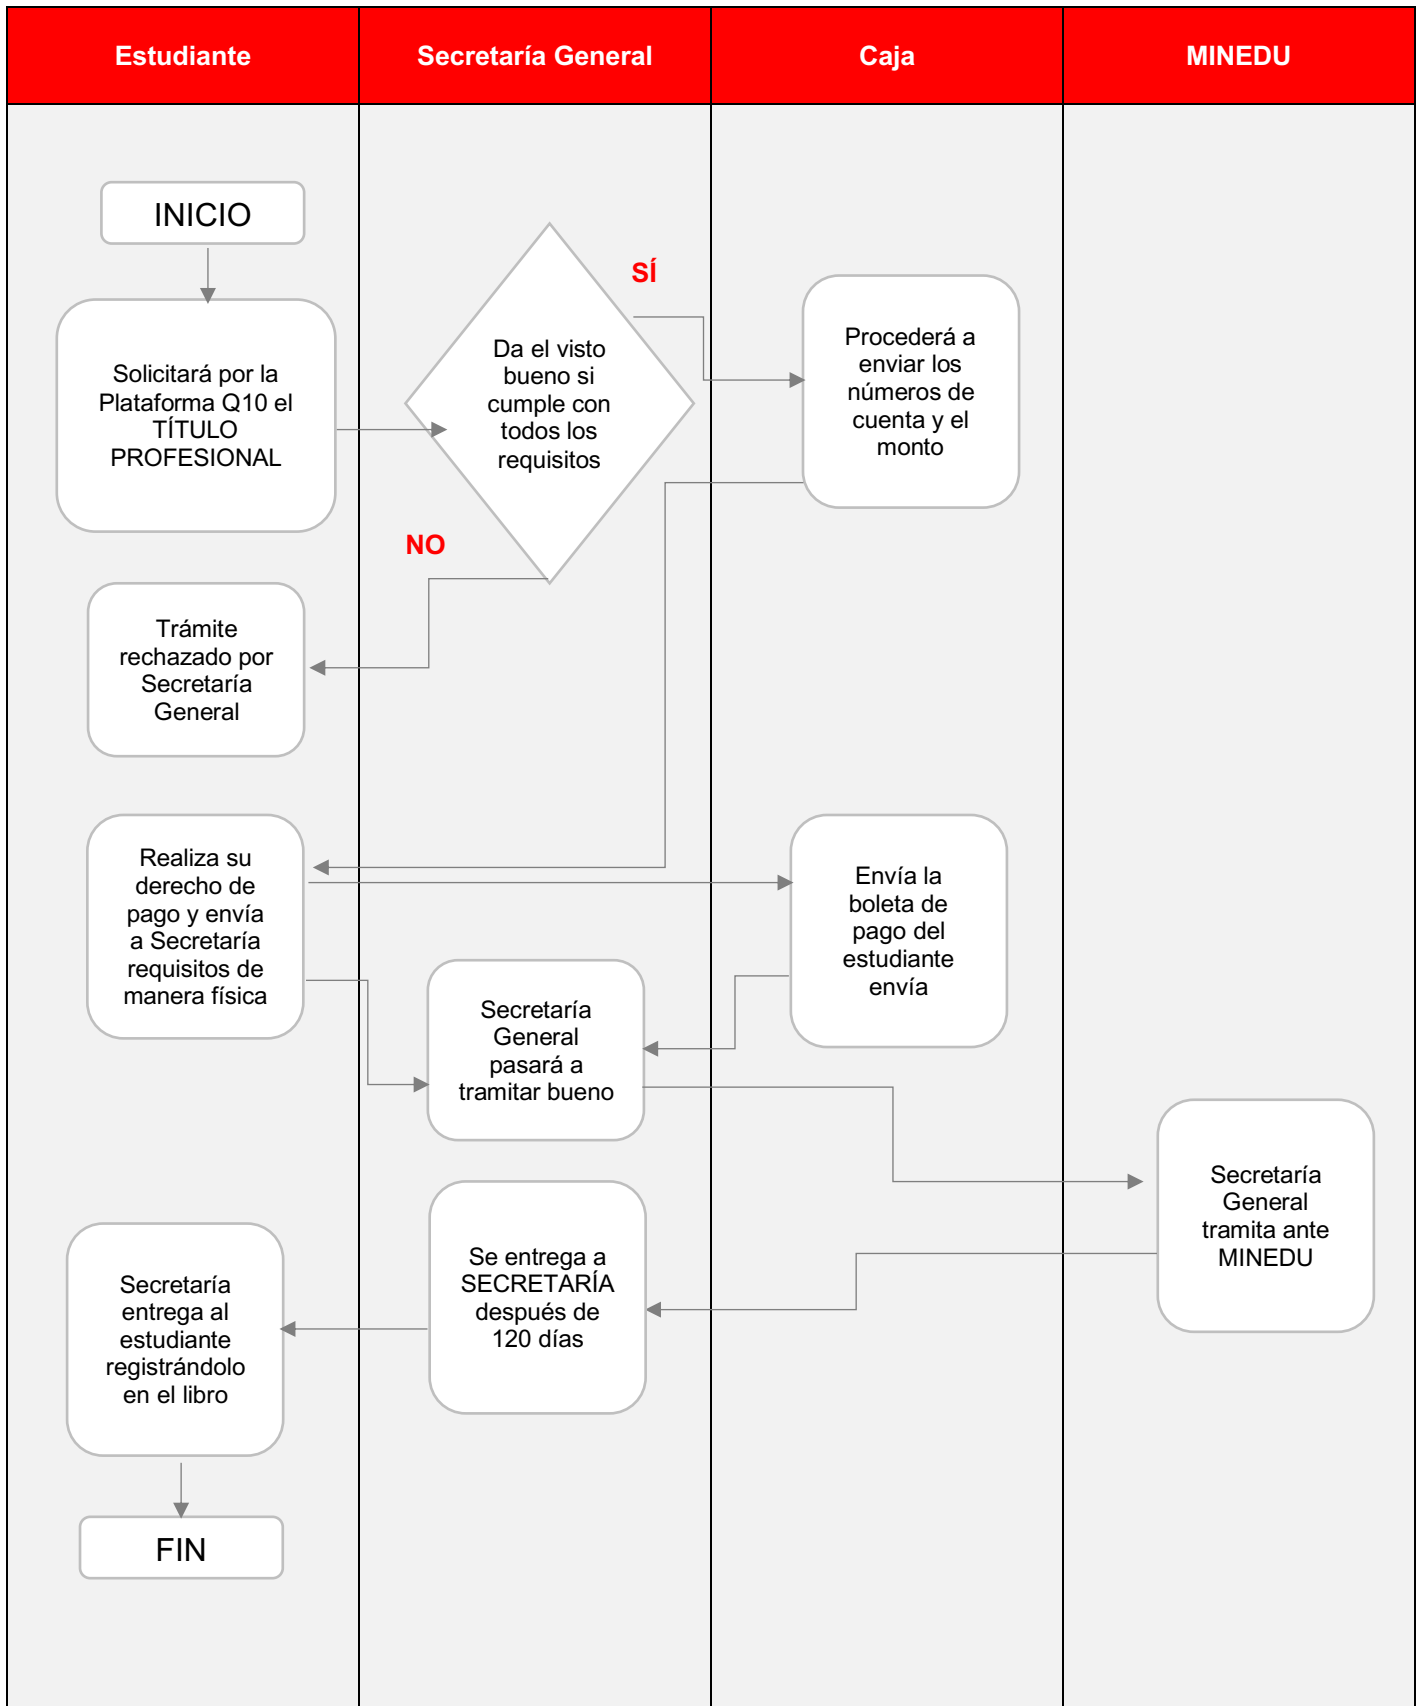 Estudiante
Secretaría General
Caja
MINEDU
INICIO
Solicitará por la
Plataforma Q10 el
TÍTULO
PROFESIONAL
Da el visto
bueno si
cumple con
todos los
requisitos
SÍ
Procederá a
enviar los
números de
cuenta y el
monto
NO
Trámite
rechazado por
Secretaría
General
Realiza su
derecho de
pago y envía
a Secretaría
requisitos de
manera física
Envía la
boleta de
pago del
estudiante
envía
Secretaría
General
pasará a
tramitar bueno
Secretaría
General
tramita ante
MINEDU
Se entrega a
SECRETARÍA
después de
120 días
Secretaría
entrega al
estudiante
registrándolo
en el libro
FIN